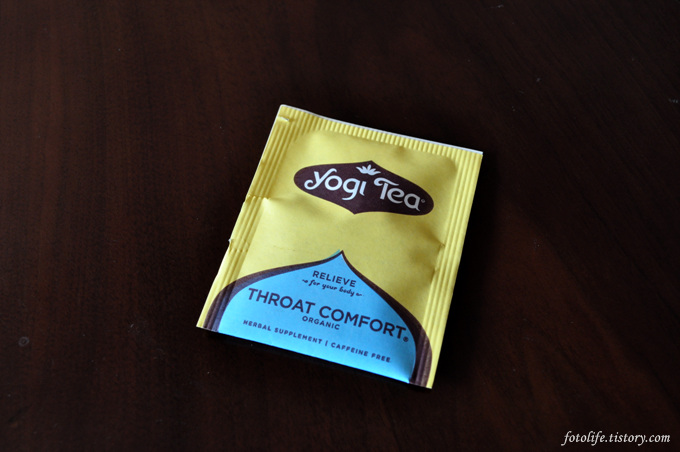 yogi Tea®
RELIEVE
for your body
THROAT COMFORT®
ORGANIC
HERBAL SUPPLEMENT | CAFFEINE FREE
fotolife.tistory.com